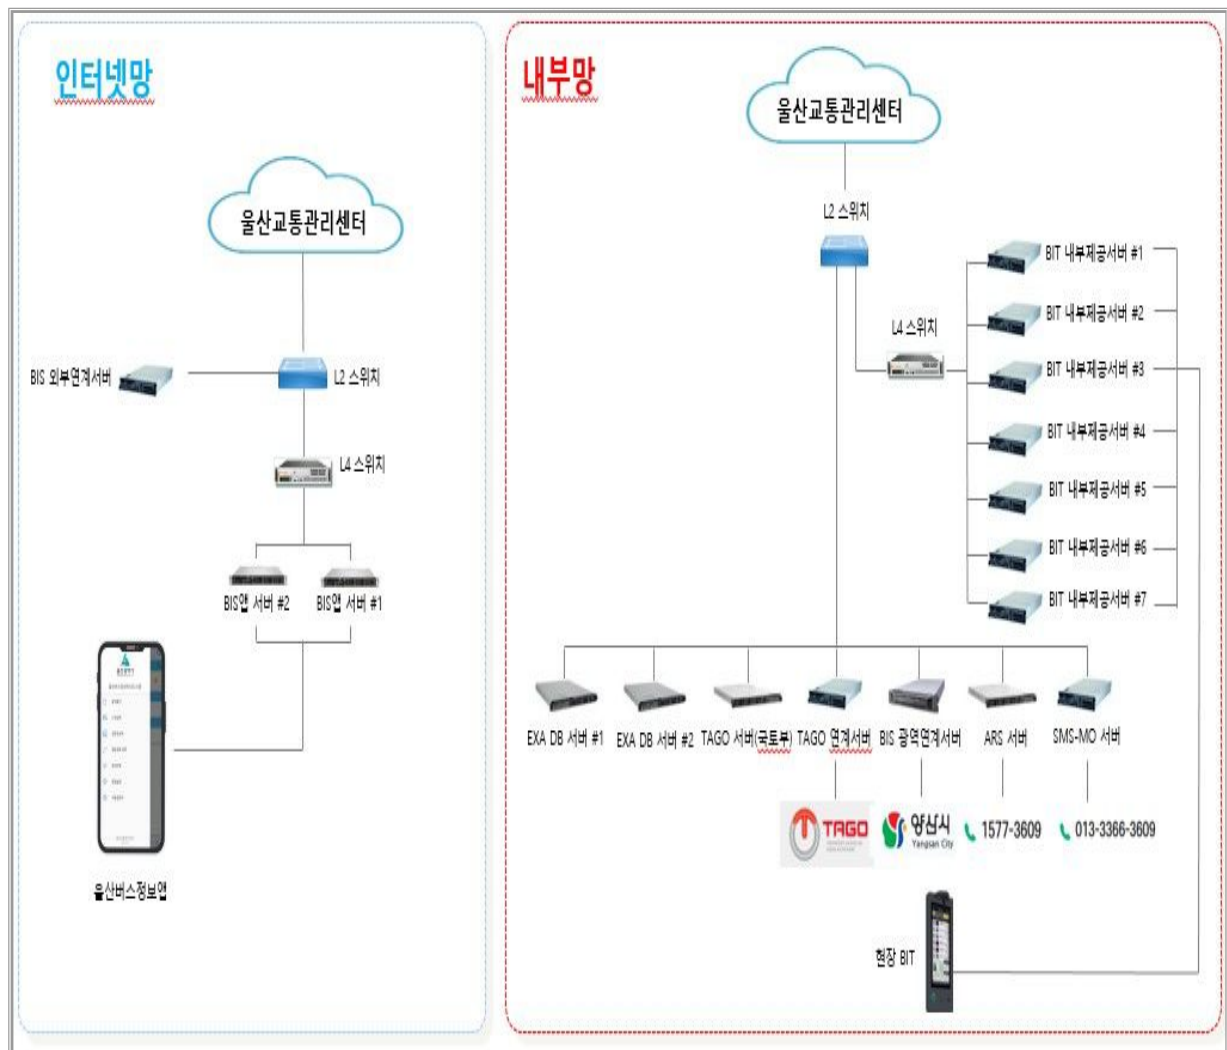 인터넷망
울산교통관리센터
BIS 외부연계서버
L2 스위치
L4 스위치
BIS앱 서버 #2
BIS앱 서버 #1
울산버스정보앱
내부망
울산교통관리센터
L2 스위치
L4 스위치
BIT 내부제공서버 #1
BIT 내부제공서버 #2
BIT 내부제공서버 #3
BIT 내부제공서버 #4
BIT 내부제공서버 #5
BIT 내부제공서버 #6
BIT 내부제공서버 #7
EXA DB 서버 #1
EXA DB 서버 #2
TAGO 서버(국토부)
TAGO 연계서버
BIS 광역연계서버
ARS 서버
SMS-MO 서버
TAGO
양산시
Yangsan City
1577-3609
013-3366-3609
현장 BIT